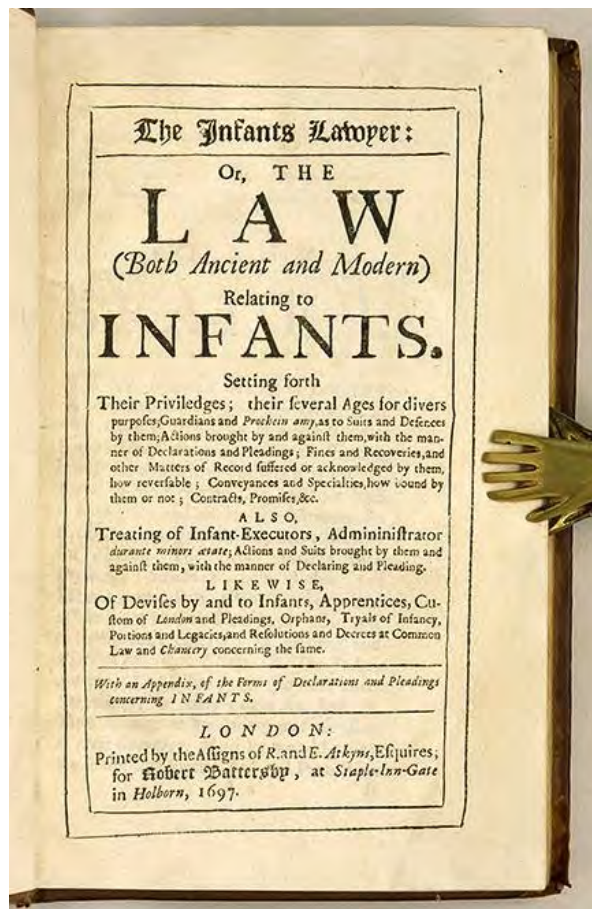 The Infants Lawyer:
Or, THE
LAW
(Both Ancient and Modern)
Relating to
INFANTS.
Setting forth
Their Priviledges; their ſeveral Ages for divers
purpoſes; Guardians and Prochein amy, as to Suits and Defences
by them; Actions brought by and againſt them, with the man-
ner of Declarations and Pleadings; Fines and Recoveries, and
other Matters of Record ſuffered or acknowledged by them,
how reverſable; Conveyances and Specialties, how bound by
them or not; Contracts, Promiſes, &c.
ALSO,
Treating of Infant-Executors, Admininiſtrator
durante minori ætate; Actions and Suits brought by them and
againſt them, with the manner of Declaring and Pleading.
LIKEWISE,
Of Deviſes by and to Infants, Apprentices, Cu-
ſtom of London and Pleadings, Orphans, Tryals of Infancy,
Portions and Legacies, and Reſolutions and Decrees at Common
Law and Chancery concerning the ſame.
With an Appendix, of the Forms of Declarations and Pleadings
concerning INFANTS.
LONDON:
Printed by the Aſſigns of R. and E. Atkyns, Eſquires;
for Robert Battersby, at Staple-Inn-Gate
in Holborn, 1697.